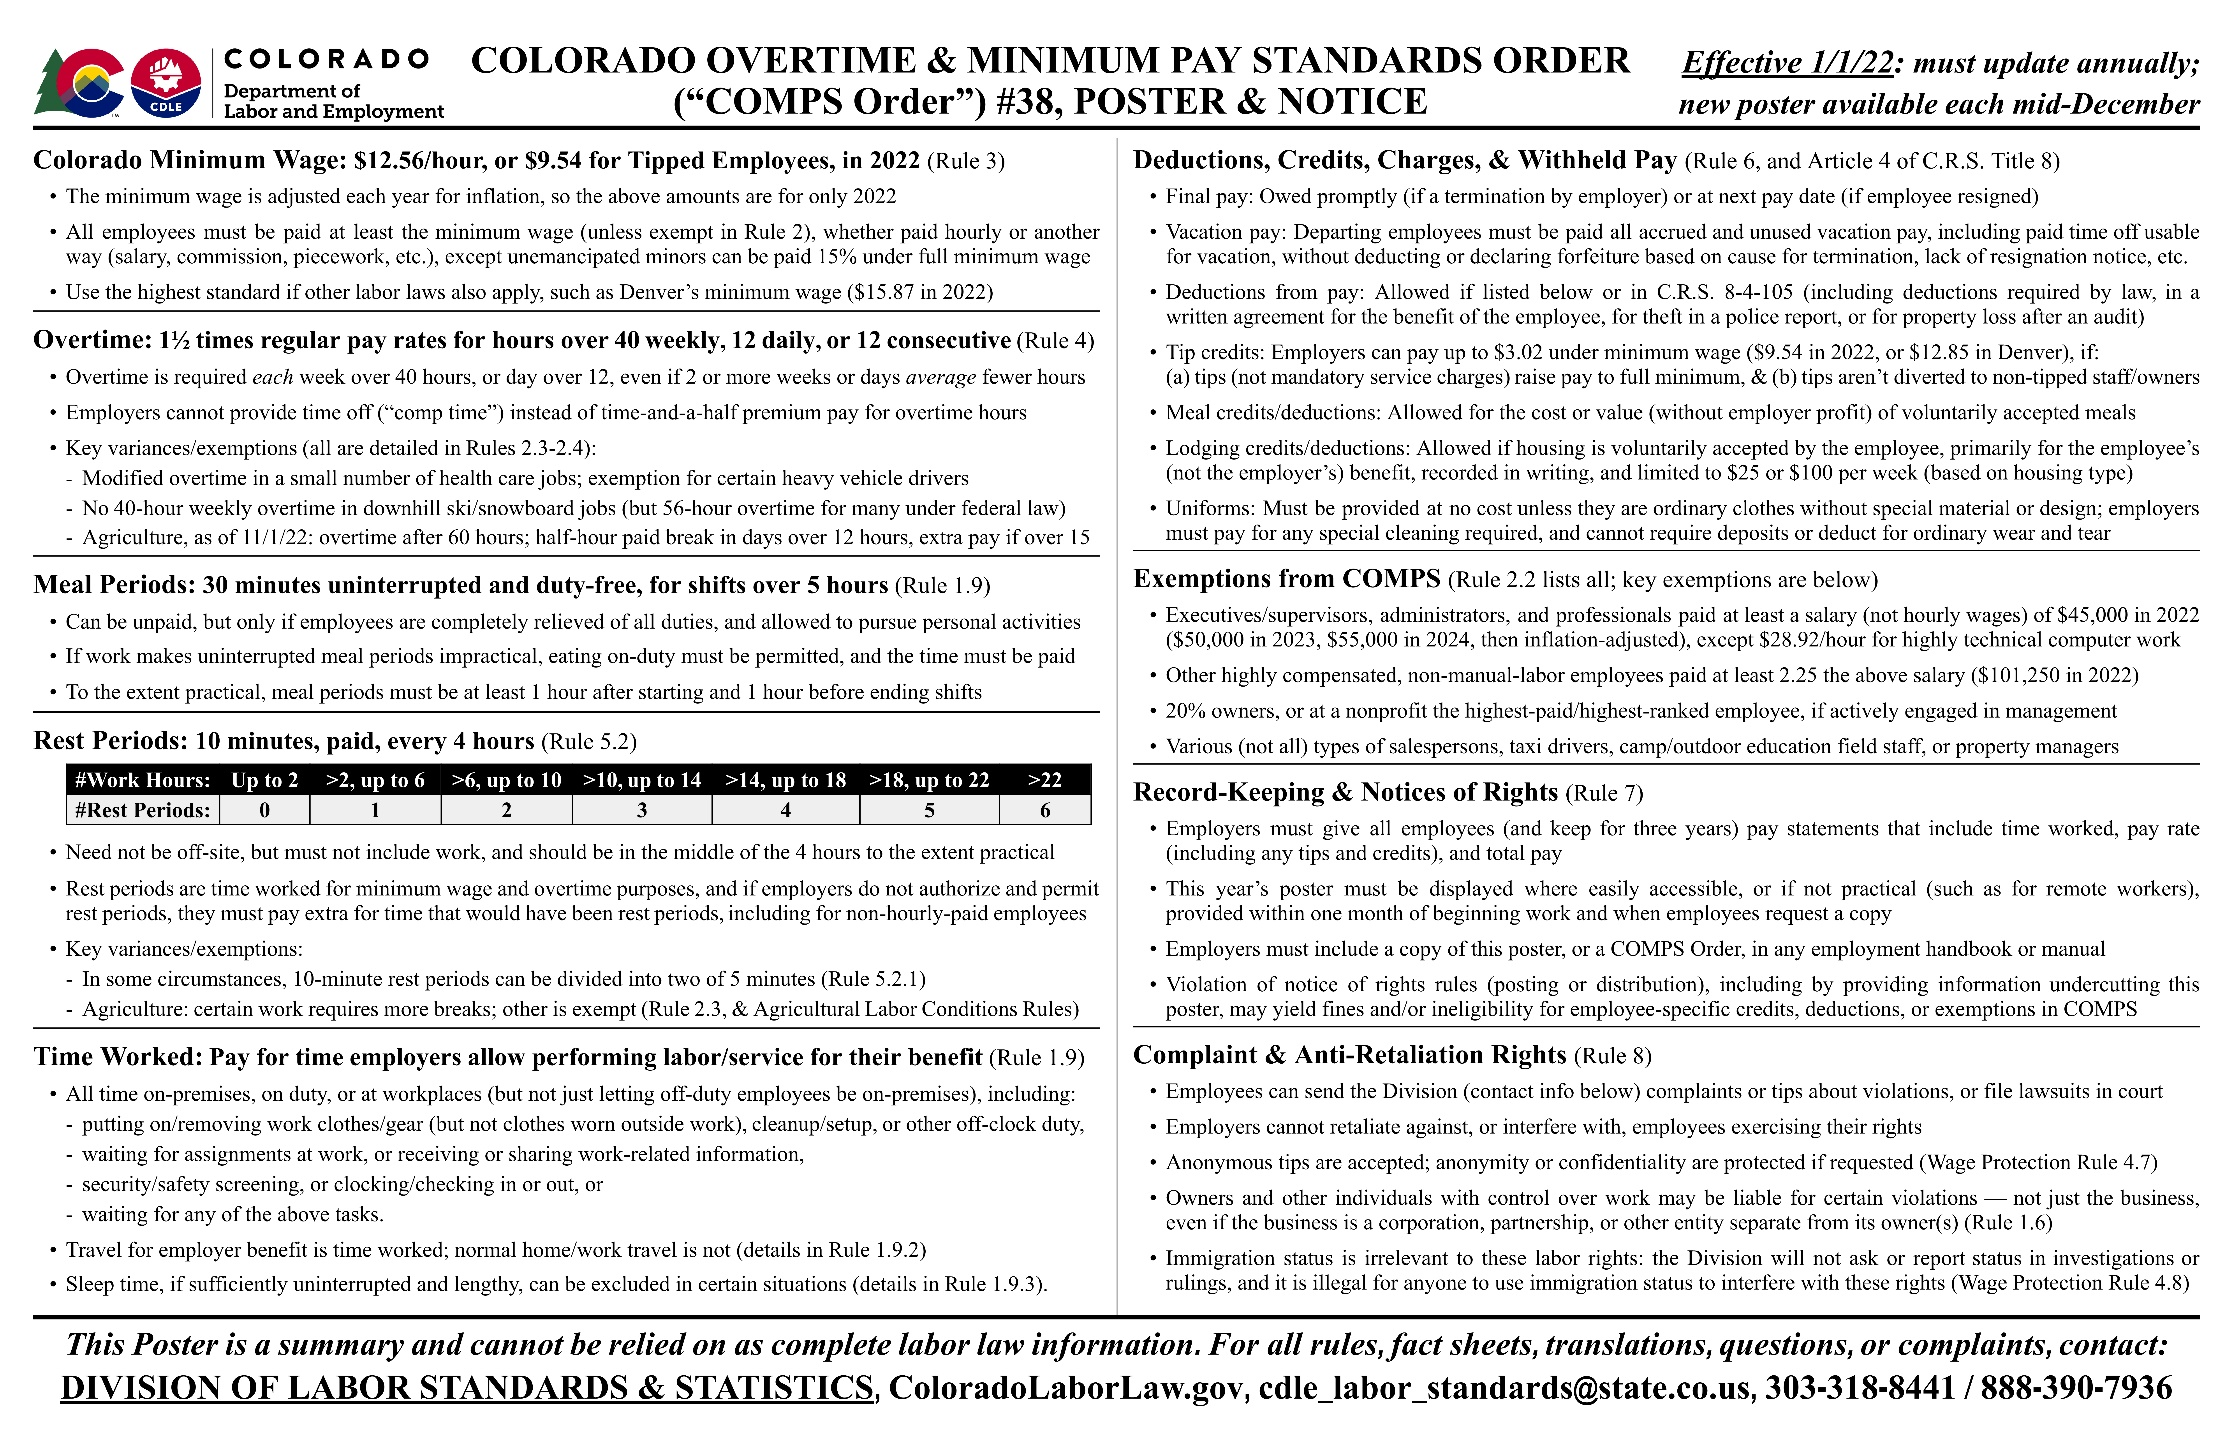 COLORADO
Department of
Labor and Employment
CDLE
COLORADO OVERTIME & MINIMUM PAY STANDARDS ORDER
(“COMPS Order”) #38, POSTER & NOTICE
Effective 1/1/22: must update annually;
new poster available each mid-December
Colorado Minimum Wage: $12.56/hour, or $9.54 for Tipped Employees, in 2022 (Rule 3)
• The minimum wage is adjusted each year for inflation, so the above amounts are for only 2022
• All employees must be paid at least the minimum wage (unless exempt in Rule 2), whether paid hourly or another
way (salary, commission, piecework, etc.), except unemancipated minors can be paid 15% under full minimum wage
• Use the highest standard if other labor laws also apply, such as Denver’s minimum wage ($15.87 in 2022)
Overtime: 1½ times regular pay rates for hours over 40 weekly, 12 daily, or 12 consecutive (Rule 4)
• Overtime is required each week over 40 hours, or day over 12, even if 2 or more weeks or days average fewer hours
• Employers cannot provide time off (“comp time”) instead of time-and-a-half premium pay for overtime hours
• Key variances/exemptions (all are detailed in Rules 2.3-2.4):
- Modified overtime in a small number of health care jobs; exemption for certain heavy vehicle drivers
- No 40-hour weekly overtime in downhill ski/snowboard jobs (but 56-hour overtime for many under federal law)
- Agriculture, as of 11/1/22: overtime after 60 hours; half-hour paid break in days over 12 hours, extra pay if over 15
Meal Periods: 30 minutes uninterrupted and duty-free, for shifts over 5 hours (Rule 1.9)
• Can be unpaid, but only if employees are completely relieved of all duties, and allowed to pursue personal activities
• If work makes uninterrupted meal periods impractical, eating on-duty must be permitted, and the time must be paid
• To the extent practical, meal periods must be at least 1 hour after starting and 1 hour before ending shifts
Rest Periods: 10 minutes, paid, every 4 hours (Rule 5.2)
#Work Hours: Up to 2 >2, up to 6 >6, up to 10 >10, up to 14 >14, up to 18 >18, up to 22 >22
#Rest Periods: 0 1 2 3 4 5 6
• Need not be off-site, but must not include work, and should be in the middle of the 4 hours to the extent practical
• Rest periods are time worked for minimum wage and overtime purposes, and if employers do not authorize and permit
rest periods, they must pay extra for time that would have been rest periods, including for non-hourly-paid employees
• Key variances/exemptions:
- In some circumstances, 10-minute rest periods can be divided into two of 5 minutes (Rule 5.2.1)
- Agriculture: certain work requires more breaks; other is exempt (Rule 2.3, & Agricultural Labor Conditions Rules)
Time Worked: Pay for time employers allow performing labor/service for their benefit (Rule 1.9)
• All time on-premises, on duty, or at workplaces (but not just letting off-duty employees be on-premises), including:
- putting on/removing work clothes/gear (but not clothes worn outside work), cleanup/setup, or other off-clock duty,
- waiting for assignments at work, or receiving or sharing work-related information,
- security/safety screening, or clocking/checking in or out, or
- waiting for any of the above tasks.
• Travel for employer benefit is time worked; normal home/work travel is not (details in Rule 1.9.2)
• Sleep time, if sufficiently uninterrupted and lengthy, can be excluded in certain situations (details in Rule 1.9.3).
Deductions, Credits, Charges, & Withheld Pay (Rule 6, and Article 4 of C.R.S. Title 8)
• Final pay: Owed promptly (if a termination by employer) or at next pay date (if employee resigned)
• Vacation pay: Departing employees must be paid all accrued and unused vacation pay, including paid time off usable
for vacation, without deducting or declaring forfeiture based on cause for termination, lack of resignation notice, etc.
• Deductions from pay: Allowed if listed below or in C.R.S. 8-4-105 (including deductions required by law, in a
written agreement for the benefit of the employee, for theft in a police report, or for property loss after an audit)
• Tip credits: Employers can pay up to $3.02 under minimum wage ($9.54 in 2022, or $12.85 in Denver), if:
(a) tips (not mandatory service charges) raise pay to full minimum, & (b) tips aren’t diverted to non-tipped staff/owners
• Meal credits/deductions: Allowed for the cost or value (without employer profit) of voluntarily accepted meals
• Lodging credits/deductions: Allowed if housing is voluntarily accepted by the employee, primarily for the employee’s
(not the employer’s) benefit, recorded in writing, and limited to $25 or $100 per week (based on housing type)
• Uniforms: Must be provided at no cost unless they are ordinary clothes without special material or design; employers
must pay for any special cleaning required, and cannot require deposits or deduct for ordinary wear and tear
Exemptions from COMPS (Rule 2.2 lists all; key exemptions are below)
• Executives/supervisors, administrators, and professionals paid at least a salary (not hourly wages) of $45,000 in 2022
($50,000 in 2023, $55,000 in 2024, then inflation-adjusted), except $28.92/hour for highly technical computer work
• Other highly compensated, non-manual-labor employees paid at least 2.25 the above salary ($101,250 in 2022)
• 20% owners, or at a nonprofit the highest-paid/highest-ranked employee, if actively engaged in management
• Various (not all) types of salespersons, taxi drivers, camp/outdoor education field staff, or property managers
Record-Keeping & Notices of Rights (Rule 7)
• Employers must give all employees (and keep for three years) pay statements that include time worked, pay rate
(including any tips and credits), and total pay
• This year’s poster must be displayed where easily accessible, or if not practical (such as for remote workers),
provided within one month of beginning work and when employees request a copy
• Employers must include a copy of this poster, or a COMPS Order, in any employment handbook or manual
• Violation of notice of rights rules (posting or distribution), including by providing information undercutting this
poster, may yield fines and/or ineligibility for employee-specific credits, deductions, or exemptions in COMPS
Complaint & Anti-Retaliation Rights (Rule 8)
• Employees can send the Division (contact info below) complaints or tips about violations, or file lawsuits in court
• Employers cannot retaliate against, or interfere with, employees exercising their rights
• Anonymous tips are accepted; anonymity or confidentiality are protected if requested (Wage Protection Rule 4.7)
• Owners and other individuals with control over work may be liable for certain violations — not just the business,
even if the business is a corporation, partnership, or other entity separate from its owner(s) (Rule 1.6)
• Immigration status is irrelevant to these labor rights: the Division will not ask or report status in investigations or
rulings, and it is illegal for anyone to use immigration status to interfere with these rights (Wage Protection Rule 4.8)
This Poster is a summary and cannot be relied on as complete labor law information. For all rules, fact sheets, translations, questions, or complaints, contact:
DIVISION OF LABOR STANDARDS & STATISTICS, ColoradoLaborLaw.gov, cdle_labor_standards@state.co.us, 303-318-8441 / 888-390-7936